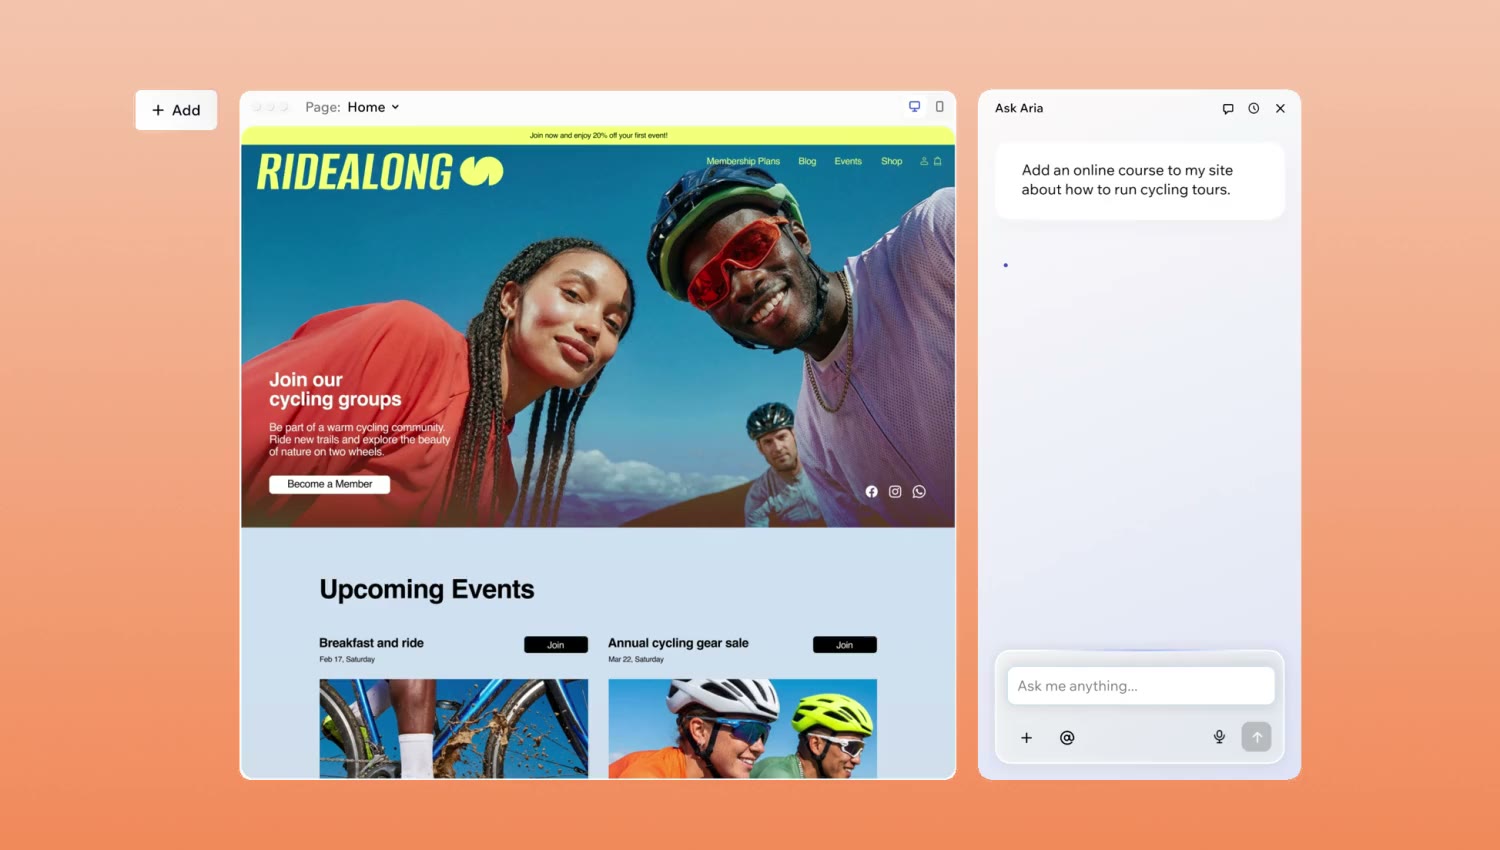 + Add
Page: Home
Join now and enjoy 20% off your first event!
RIDEALONG
Membership Plans Blog Events Shop
Join our
cycling groups
Be part of a warm cycling community.
Ride new trails and explore the beauty
of nature on two wheels.
Become a Member
Upcoming Events
Breakfast and ride
Join
Feb 17, Saturday
Annual cycling gear sale
Join
Mar 22, Saturday
Ask Aria
Add an online course to my site
about how to run cycling tours.
Ask me anything...
+ @